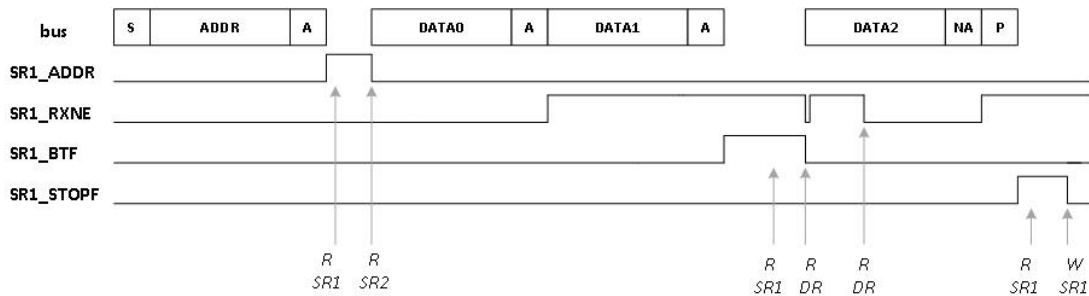 bus S ADDR A DATA0 A DATA1 A DATA2 NA P
SR1_ADDR
SR1_RXNE
SR1_BTF
SR1_STOPF
R R R R R R W
SR1 SR2 SR1 DR DR SR1 SR1